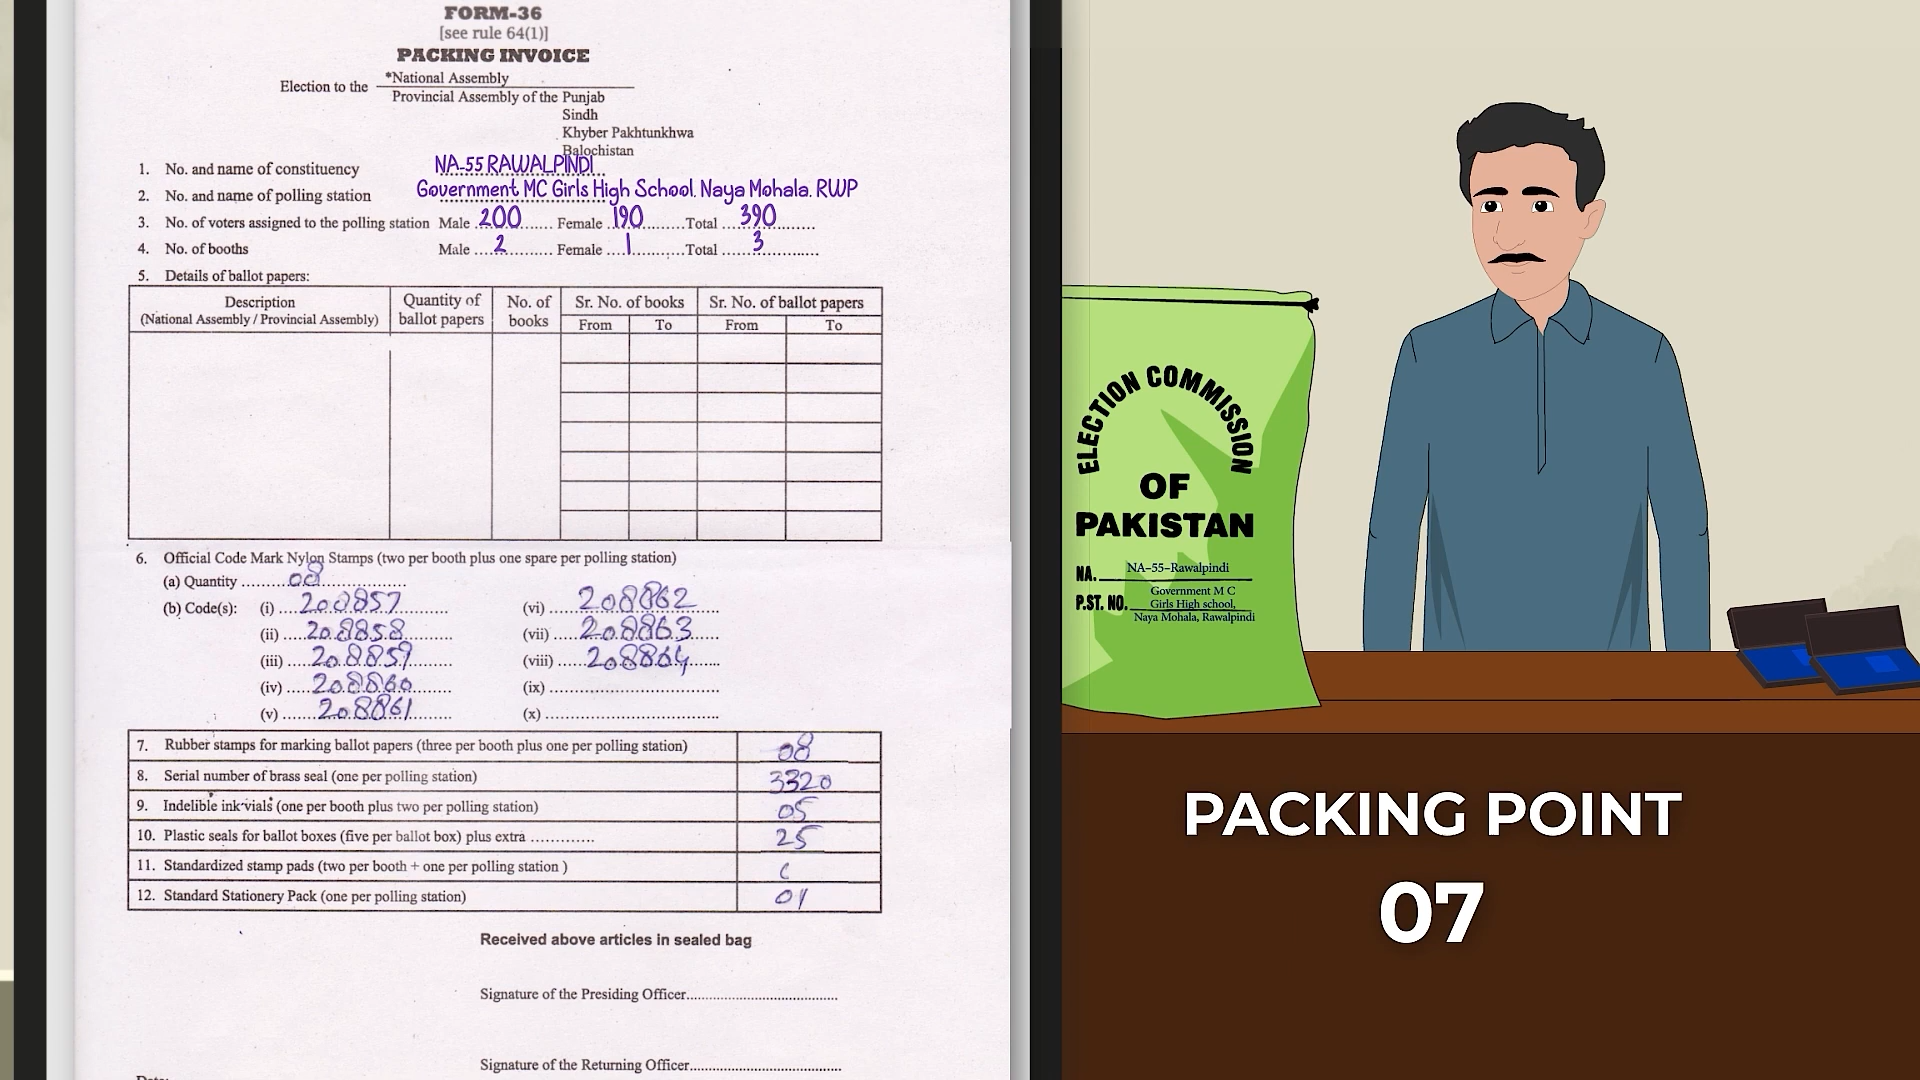 FORM-36
[see rule 64(1)]
PACKING INVOICE
Election to the *National Assembly
Provincial Assembly of the Punjab
Sindh
Khyber Pakhtunkhwa
Balochistan
1. No. and name of constituency NA-55 RAWALPINDI
2. No. and name of polling station Government MC Girls High School. Naya Mohala. RWP
3. No. of voters assigned to the polling station Male 200 Female 190 Total 390
4. No. of booths Male 2 Female 1 Total 3
5. Details of ballot papers:
Description Quantity of No. of Sr. No. of books Sr. No. of ballot papers
(National Assembly / Provincial Assembly) ballot papers books From To From To
6. Official Code Mark Nylon Stamps (two per booth plus one spare per polling station)
(a) Quantity 08
(b) Code(s): (i) 208857 (vi) 208862
(ii) 208858 (vii) 208863
(iii) 208859 (viii) 208864
(iv) 208860 (ix)
(v) 208861 (x)
7. Rubber stamps for marking ballot papers (three per booth plus one per polling station) 08
8. Serial number of brass seal (one per polling station) 3320
9. Indelible ink vials (one per booth plus two per polling station) 05
10. Plastic seals for ballot boxes (five per ballot box) plus extra ............. 25
11. Standardized stamp pads (two per booth + one per polling station )
12. Standard Stationery Pack (one per polling station) 01
Received above articles in sealed bag
Signature of the Presiding Officer
Signature of the Returning Officer
ELECTION COMMISSION
OF
PAKISTAN
NA. NA-55-Rawalpindi
P.ST. NO. Government M C
Girls High school,
Naya Mohala, Rawalpindi
PACKING POINT
07